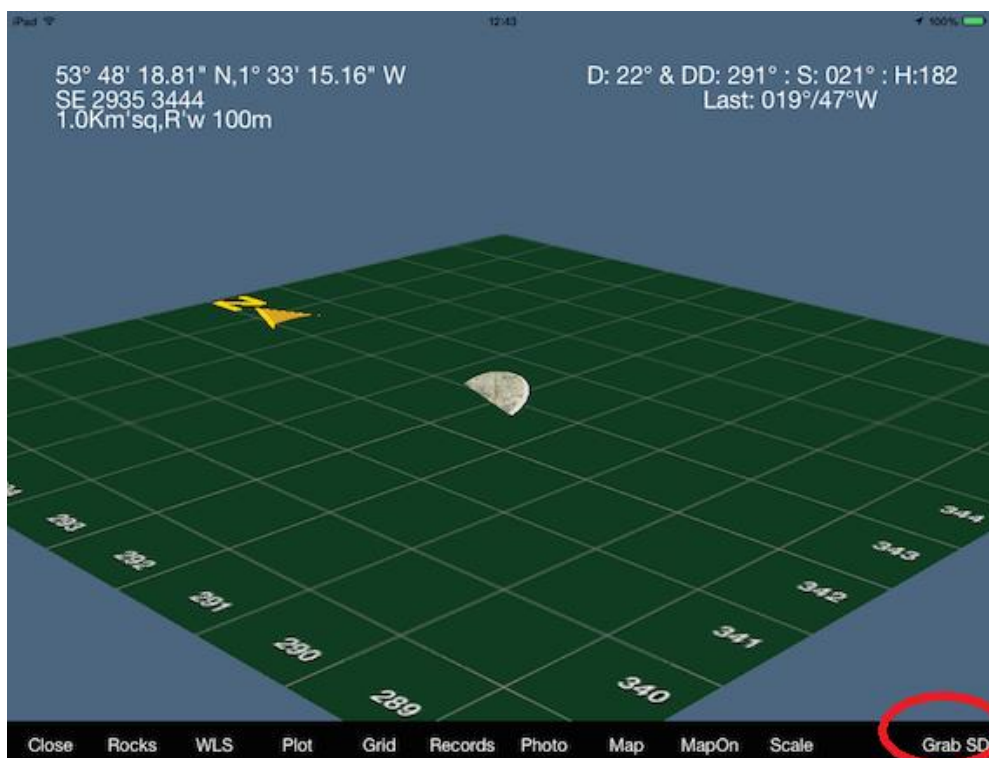 iPad 12:43 100%
53° 48' 18.81" N,1° 33' 15.16" W
SE 2935 3444
1.0Km'sq,R'w 100m
D: 22° & DD: 291° : S: 021° : H:182
Last: 019°/47°W
N
293
292
291
290
289
344
343
342
341
340
Close Rocks WLS Plot Grid Records Photo Map MapOn Scale Grab SD